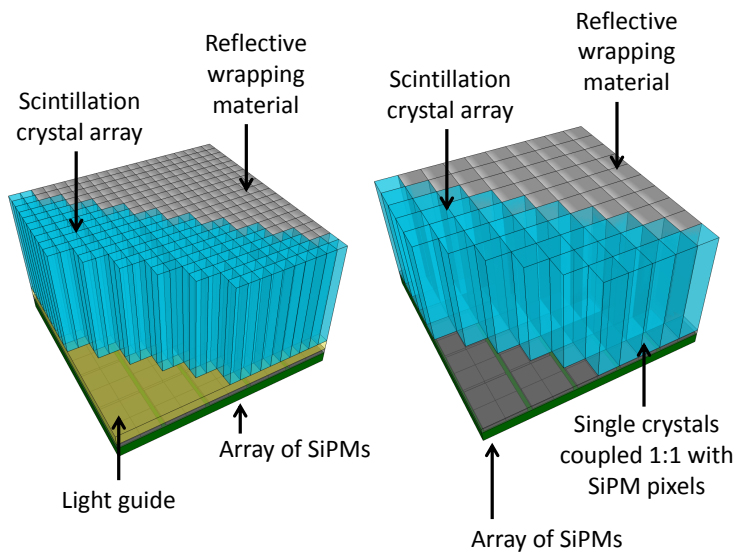 Reflective
wrapping
material
Scintillation
crystal array
Array of SiPMs
Light guide
Reflective
wrapping
material
Scintillation
crystal array
Single crystals
coupled 1:1 with
SiPM pixels
Array of SiPMs